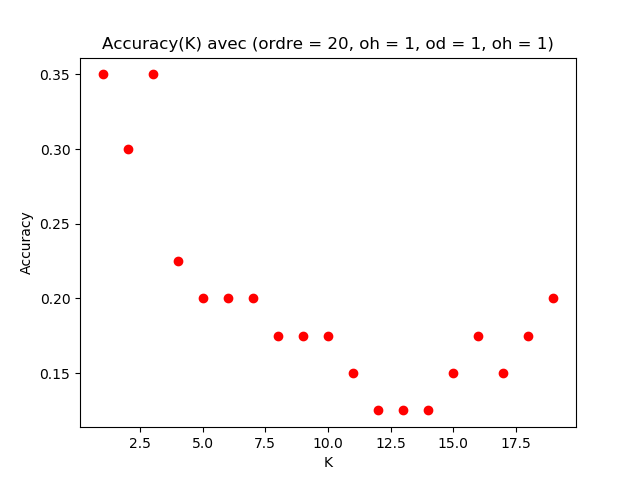 Accuracy(K) avec (ordre = 20, oh = 1, od = 1, oh = 1)
0.35
0.30
0.25
0.20
0.15
Accuracy
2.5 5.0 7.5 10.0 12.5 15.0 17.5
K